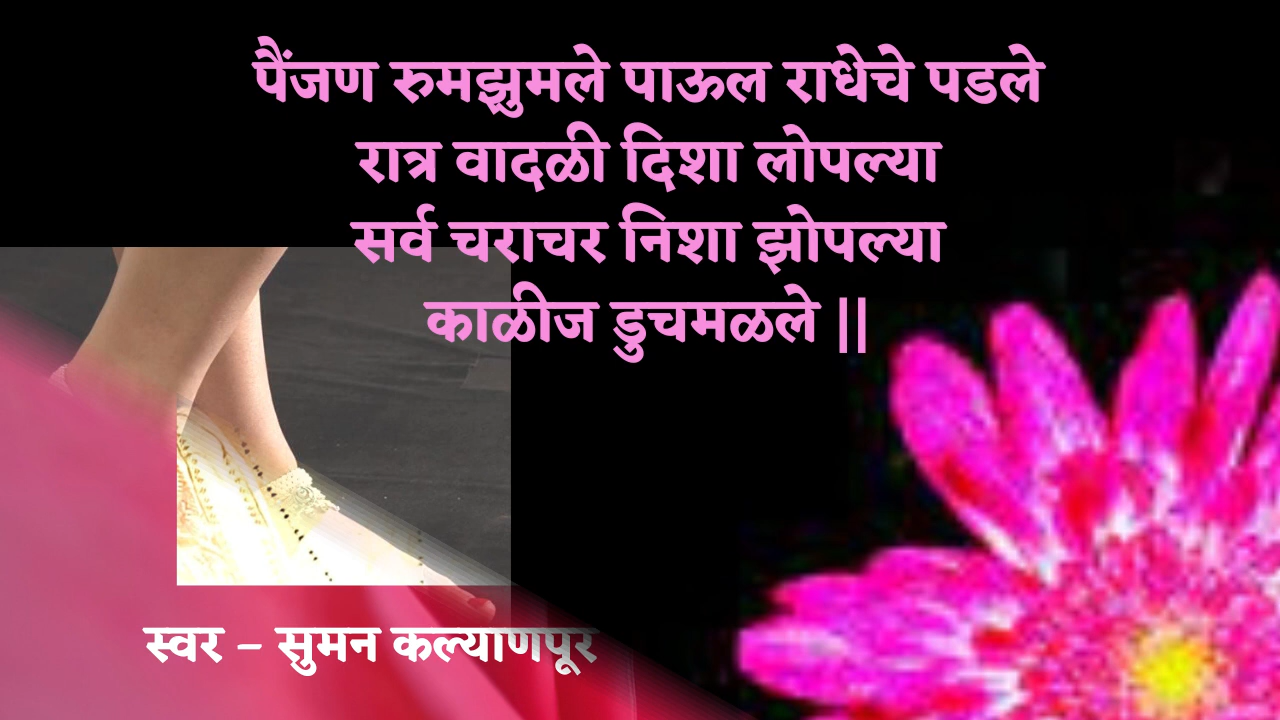 पैंजण रुमझुमले पाऊल राधेचे पडले
रात्र वादळी दिशा लोपल्या
सर्व चराचर निशा झोपल्या
काळीज डुचमळले ||
स्वर – सुमन कल्याणपूर